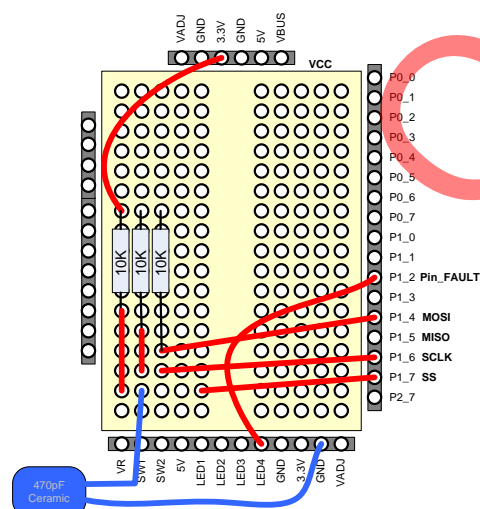 VADJ
GND
3.3V
GND
5V
VBUS
VCC
P0_0
P0_1
P0_2
P0_3
P0_4
P0_5
P0_6
P0_7
P1_0
P1_1
P1_2 Pin_FAULT
P1_3
P1_4 MOSI
P1_5 MISO
P1_6 SCLK
P1_7 SS
P2_7
10K
10K
10K
VR
SW1
SW2
5V
LED1
LED2
LED3
LED4
GND
3.3V
GND
VADJ
470pF
Ceramic